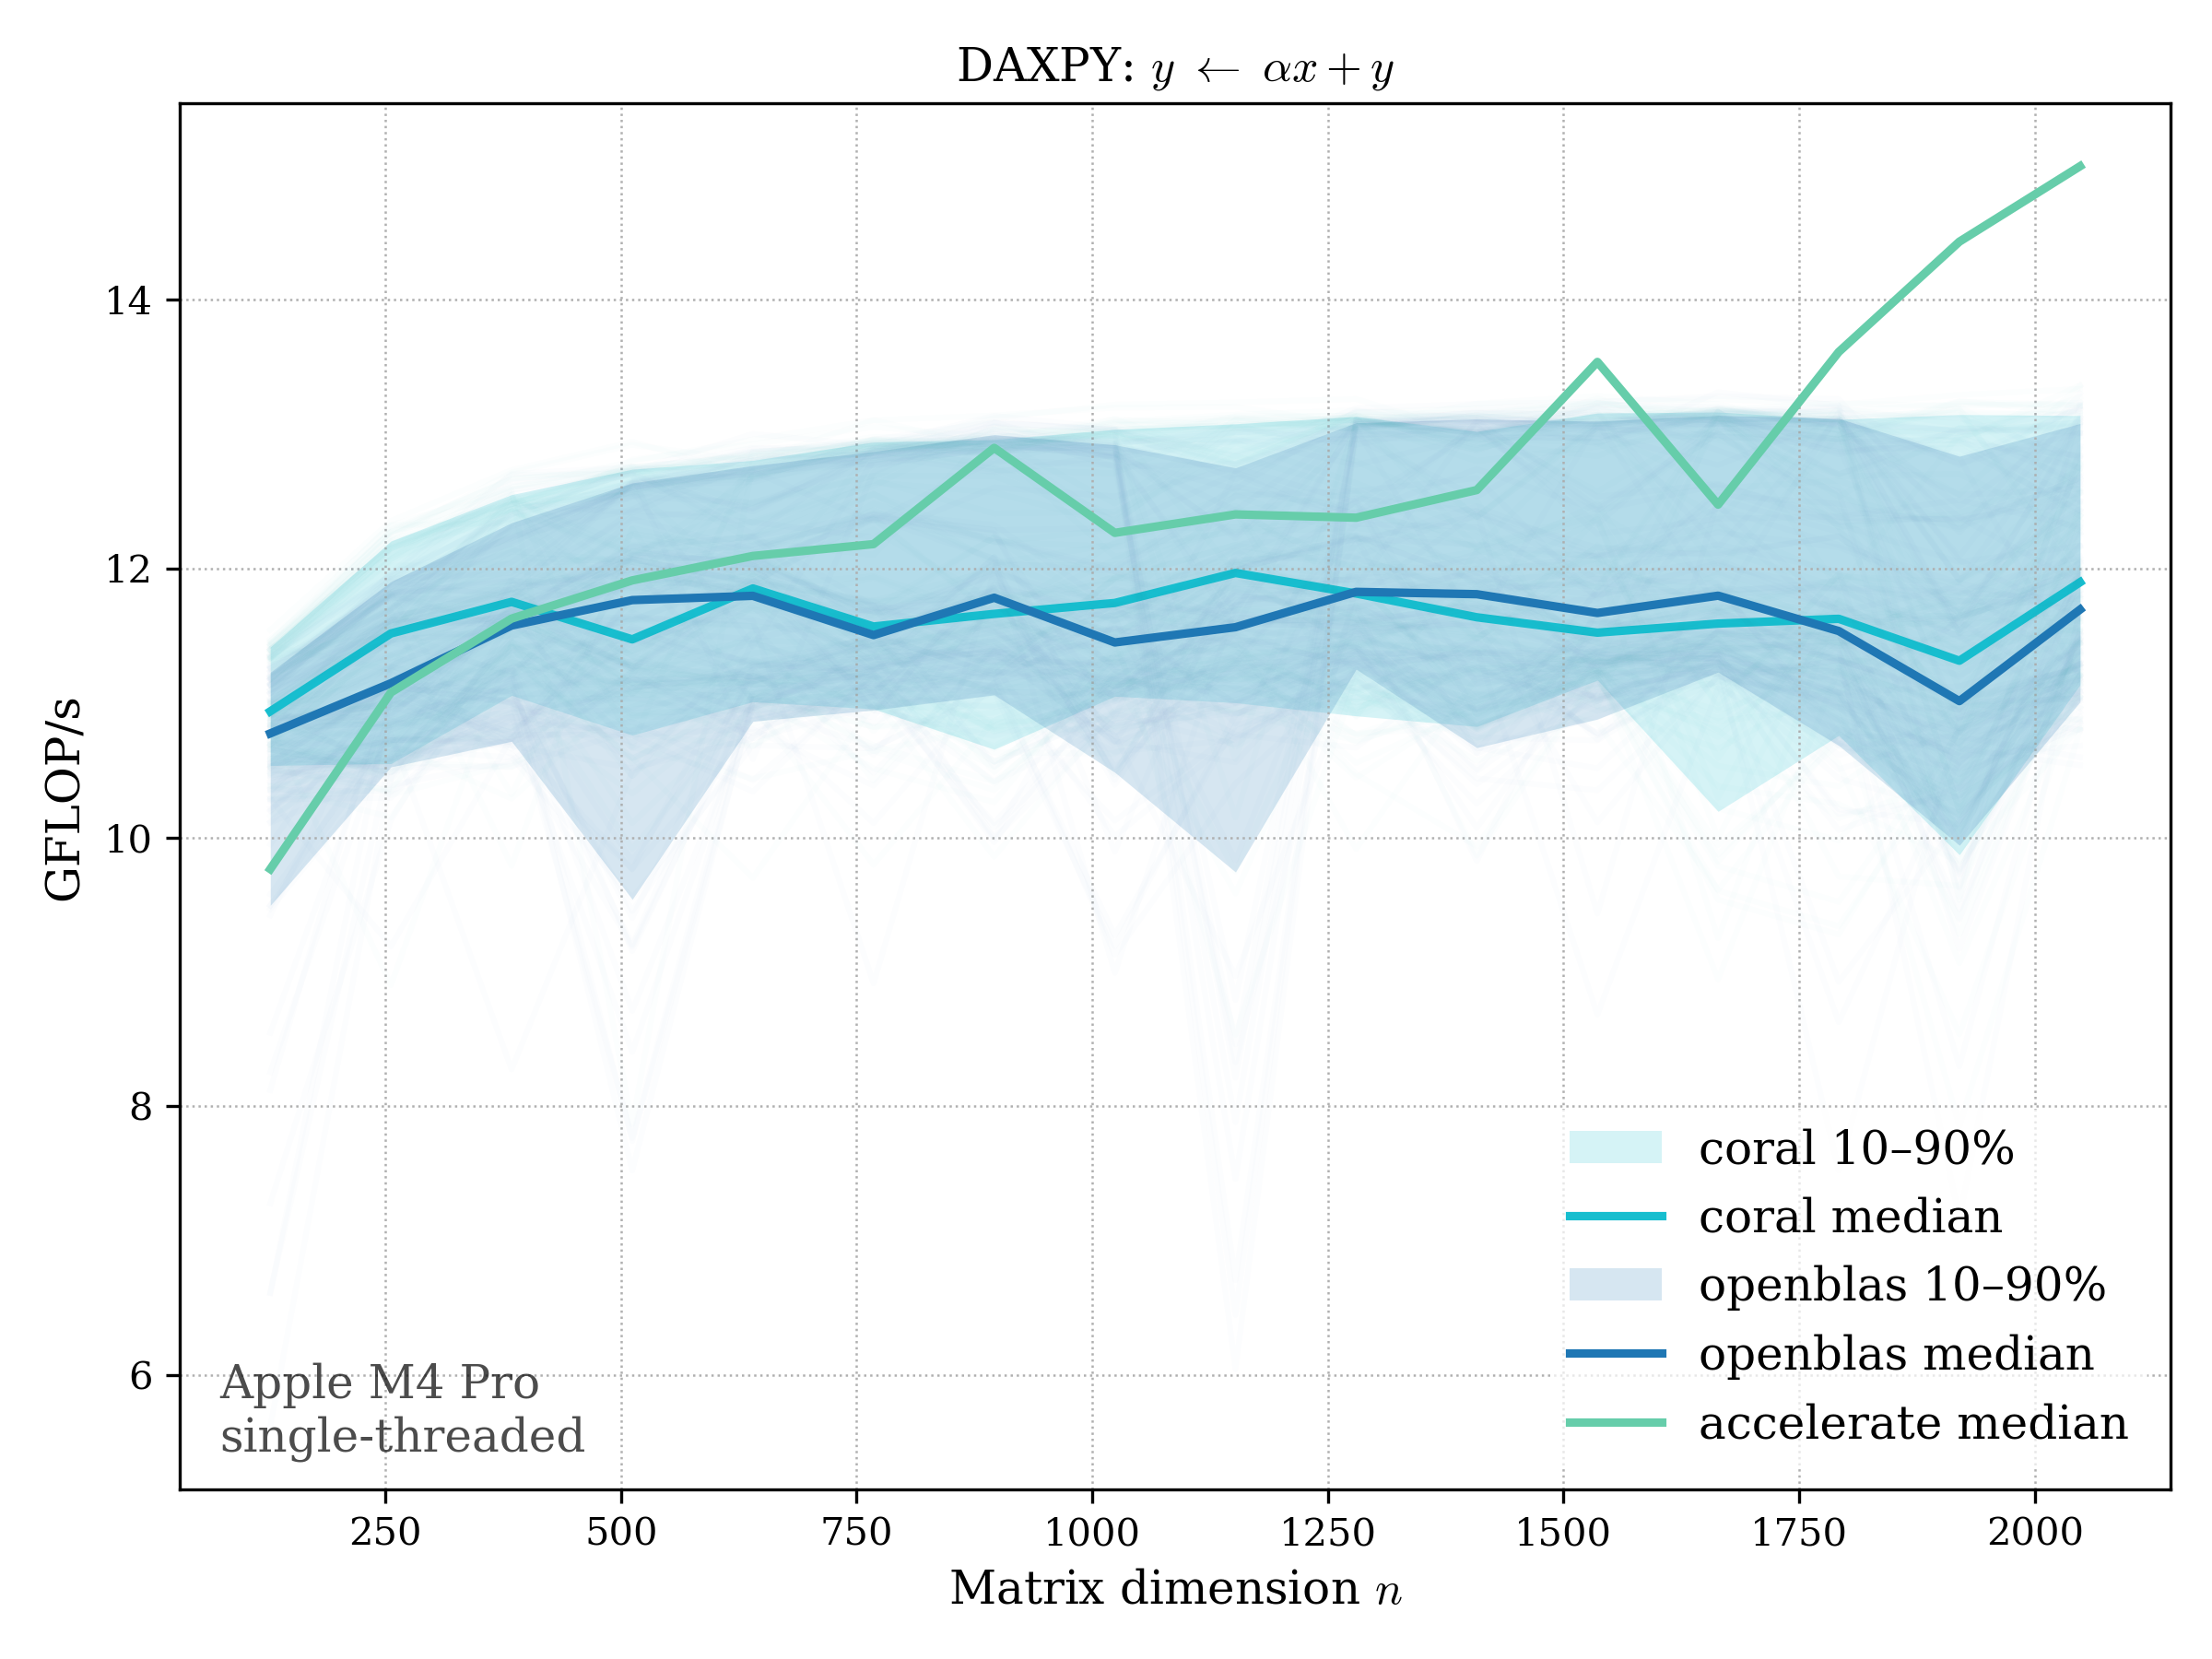 DAXPY: y ← αx + y
GFLOP/s
14
12
10
8
6
250 500 750 1000 1250 1500 1750 2000
Matrix dimension n
Apple M4 Pro
single-threaded
coral 10–90%
coral median
openblas 10–90%
openblas median
accelerate median